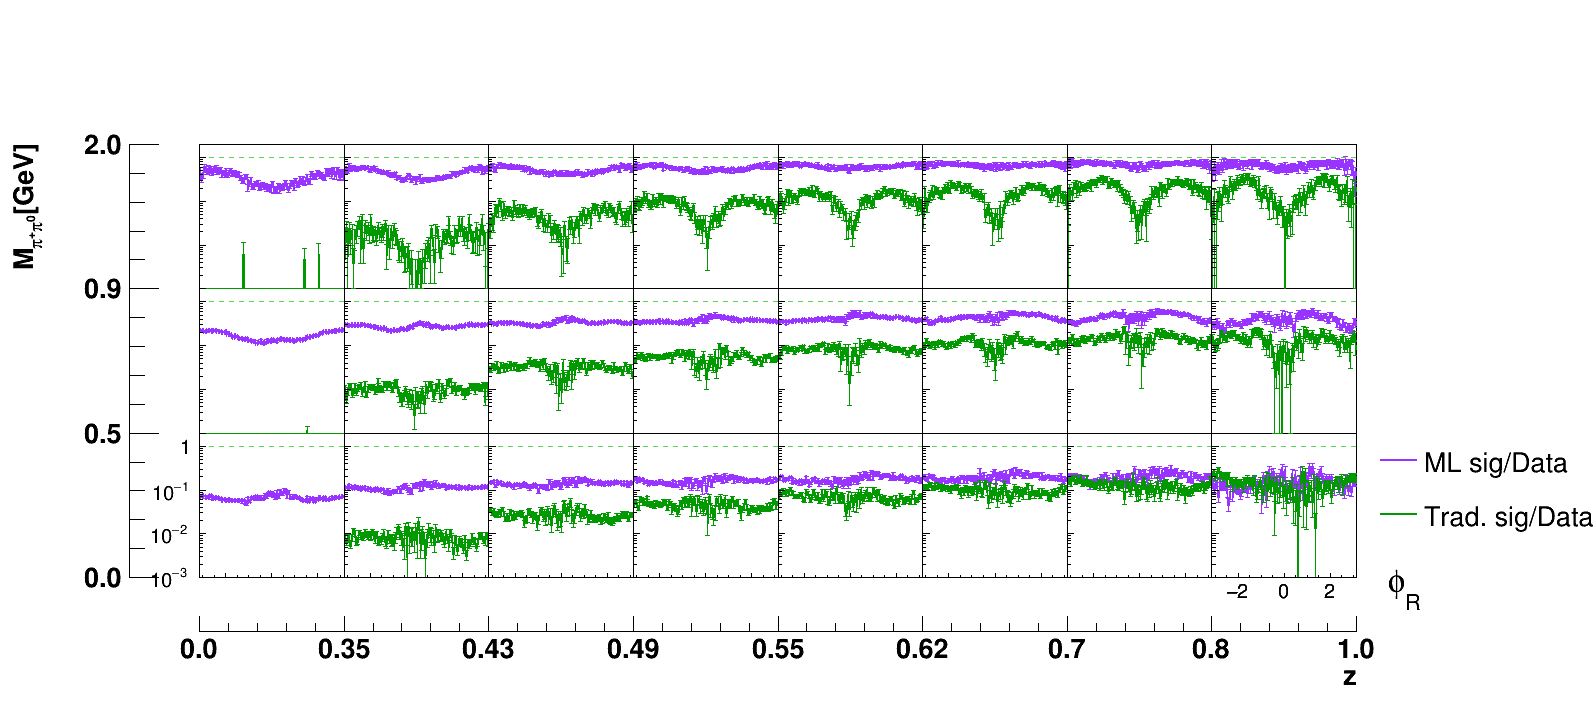 M π⁺π⁰ [GeV]
2.0
0.9
0.5
0.0
1
10⁻¹
10⁻²
10⁻³
ML sig/Data
Trad. sig/Data
−2 0 2
ϕ_R
0.0 0.35 0.43 0.49 0.55 0.62 0.7 0.8 1.0
z